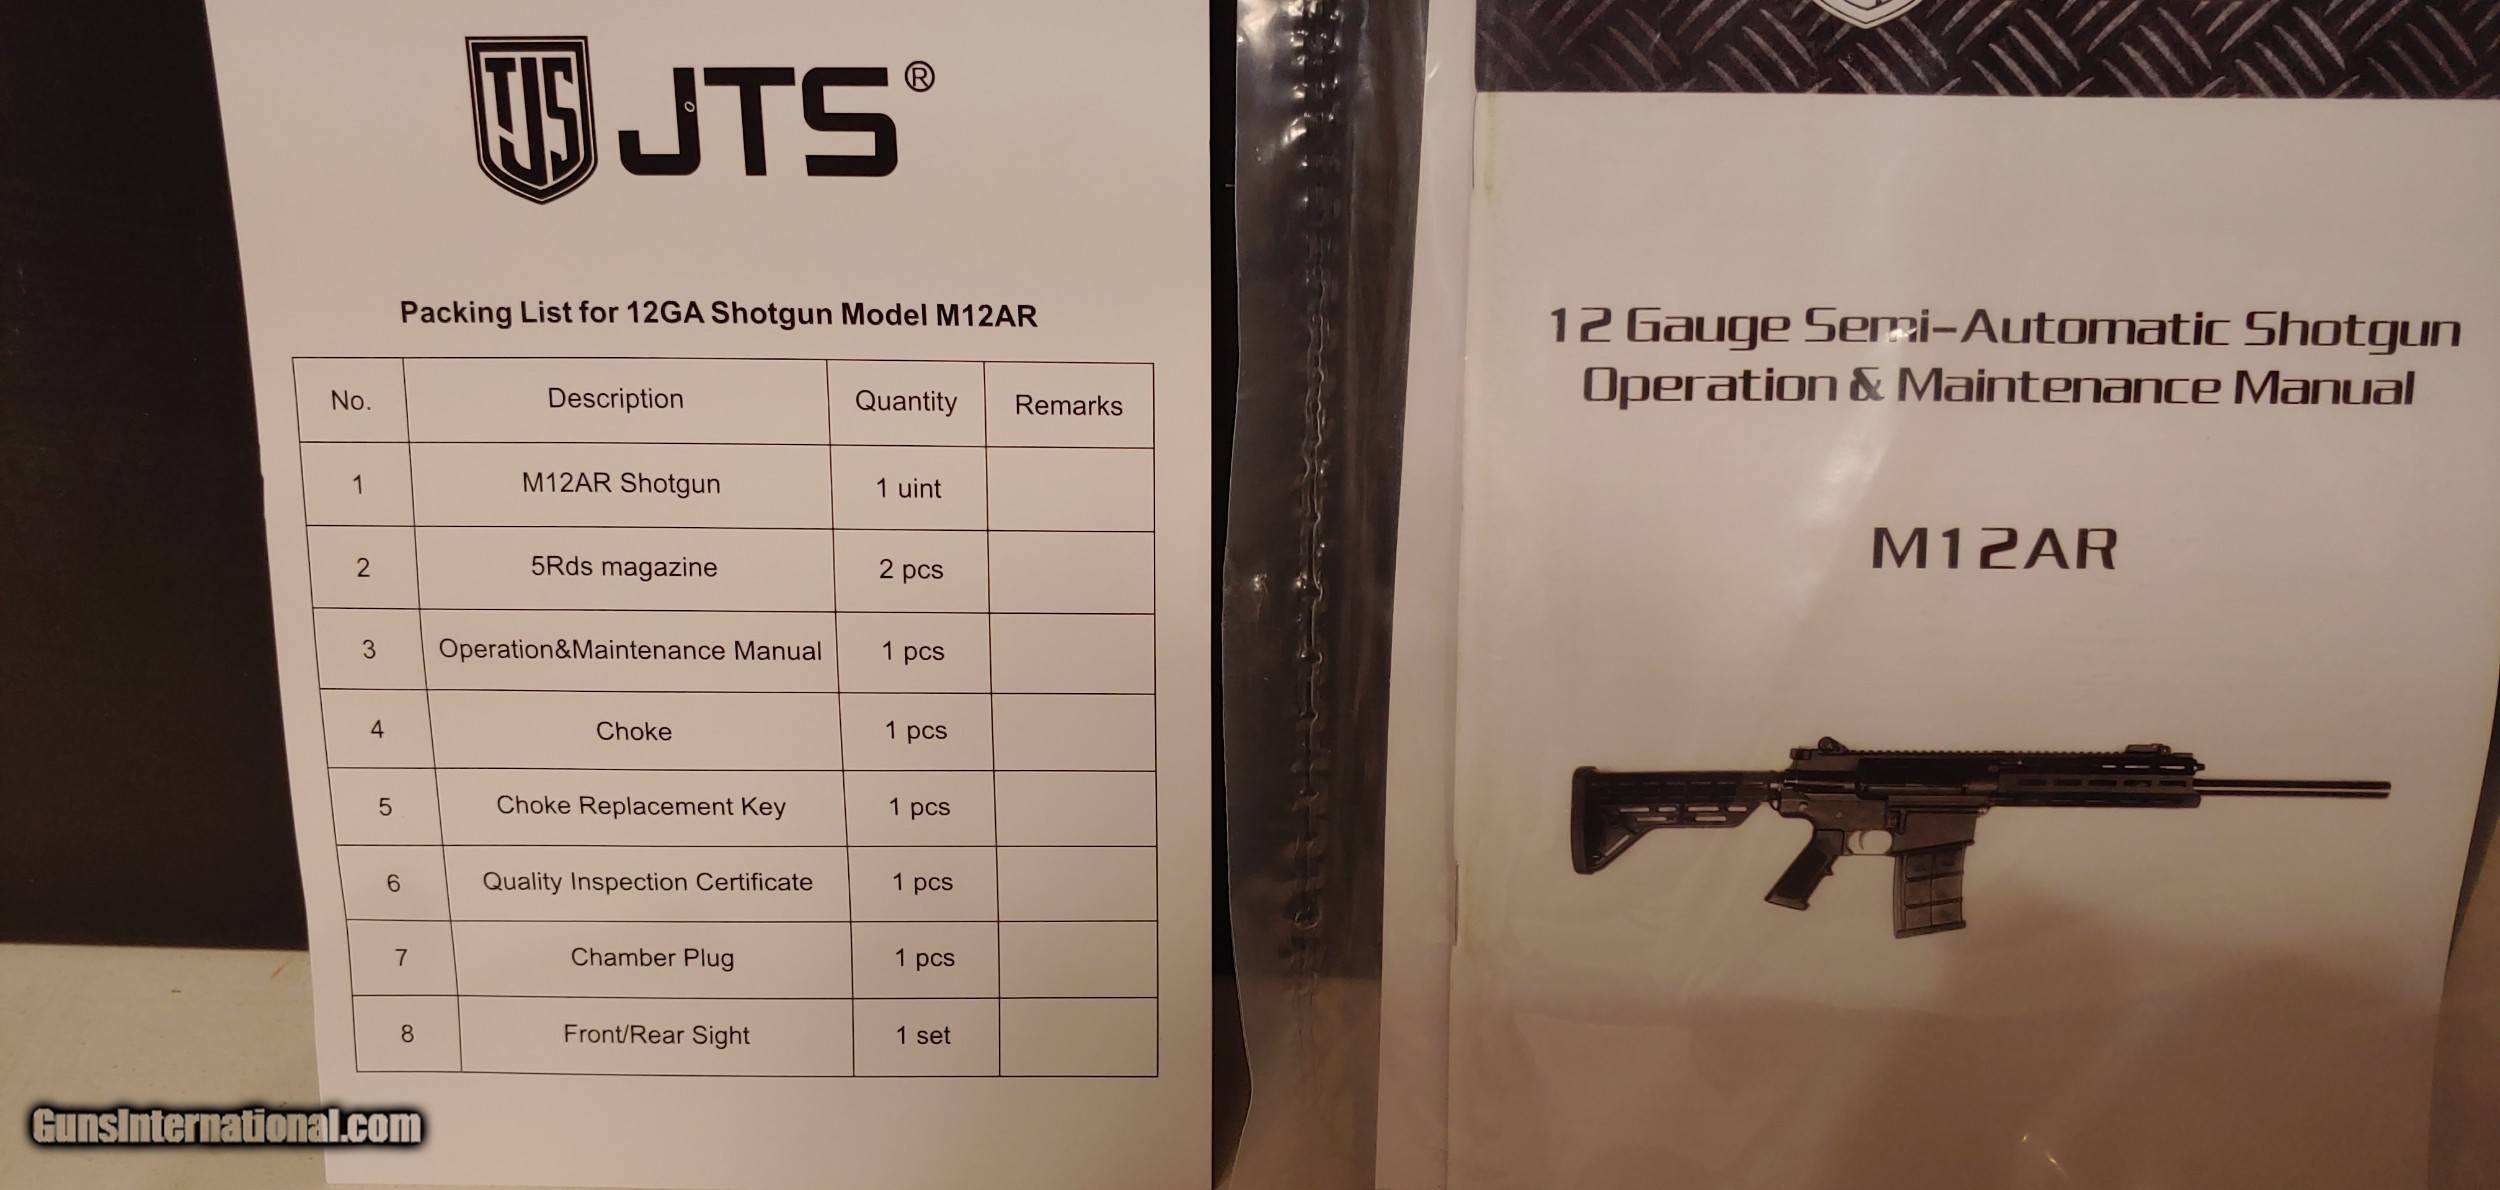 TJS JTS®
Packing List for 12GA Shotgun Model M12AR
No. Description Quantity Remarks
1 M12AR Shotgun 1 uint
2 5Rds magazine 2 pcs
3 Operation&Maintenance Manual 1 pcs
4 Choke 1 pcs
5 Choke Replacement Key 1 pcs
6 Quality Inspection Certificate 1 pcs
7 Chamber Plug 1 pcs
8 Front/Rear Sight 1 set
12 Gauge Semi-Automatic Shotgun
Operation & Maintenance Manual
M12AR
GunsInternational.com